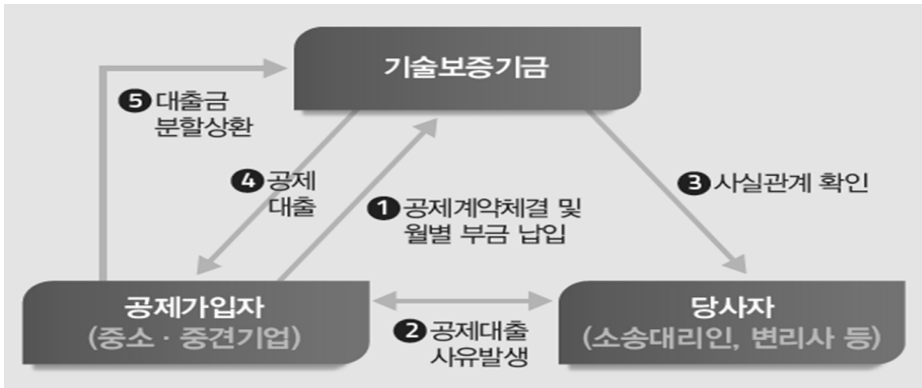 기술보증기금
❺ 대출금
분할상환
❹ 공제
대출
❶ 공제계약체결 및
월별 부금 납입
❸ 사실관계 확인
공제가입자
(중소 · 중견기업)
❷ 공제대출
사유발생
당사자
(소송대리인, 변리사 등)